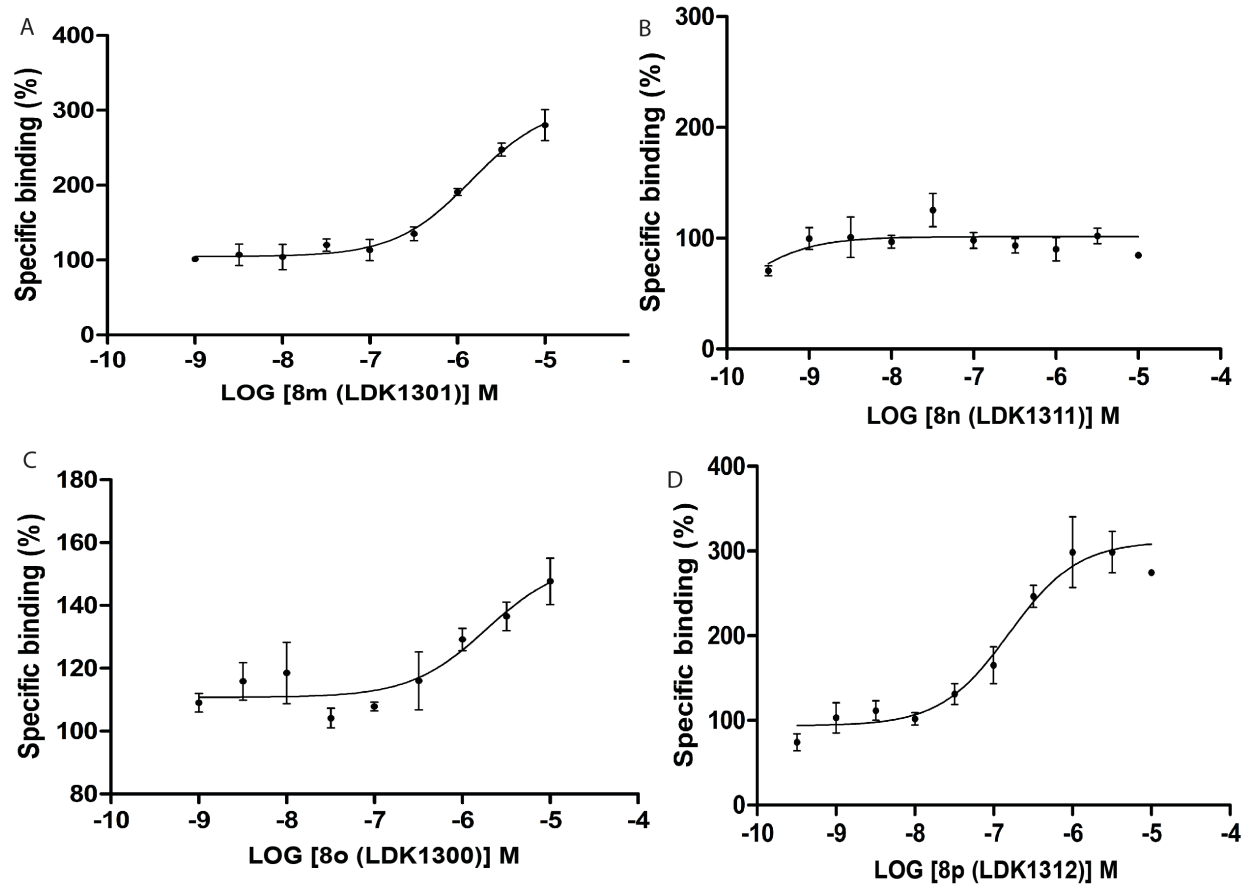 A
Specific binding (%)
400
300
200
100
0
-10 -9 -8 -7 -6 -5 -
LOG [8m (LDK1301)] M
B
Specific binding (%)
300
200
100
0
-10 -9 -8 -7 -6 -5 -4
LOG [8n (LDK1311)] M
C
Specific binding (%)
180
160
140
120
100
80
-10 -9 -8 -7 -6 -5 -4
LOG [8o (LDK1300)] M
D
Specific binding (%)
400
300
200
100
0
-10 -9 -8 -7 -6 -5 -4
LOG [8p (LDK1312)] M